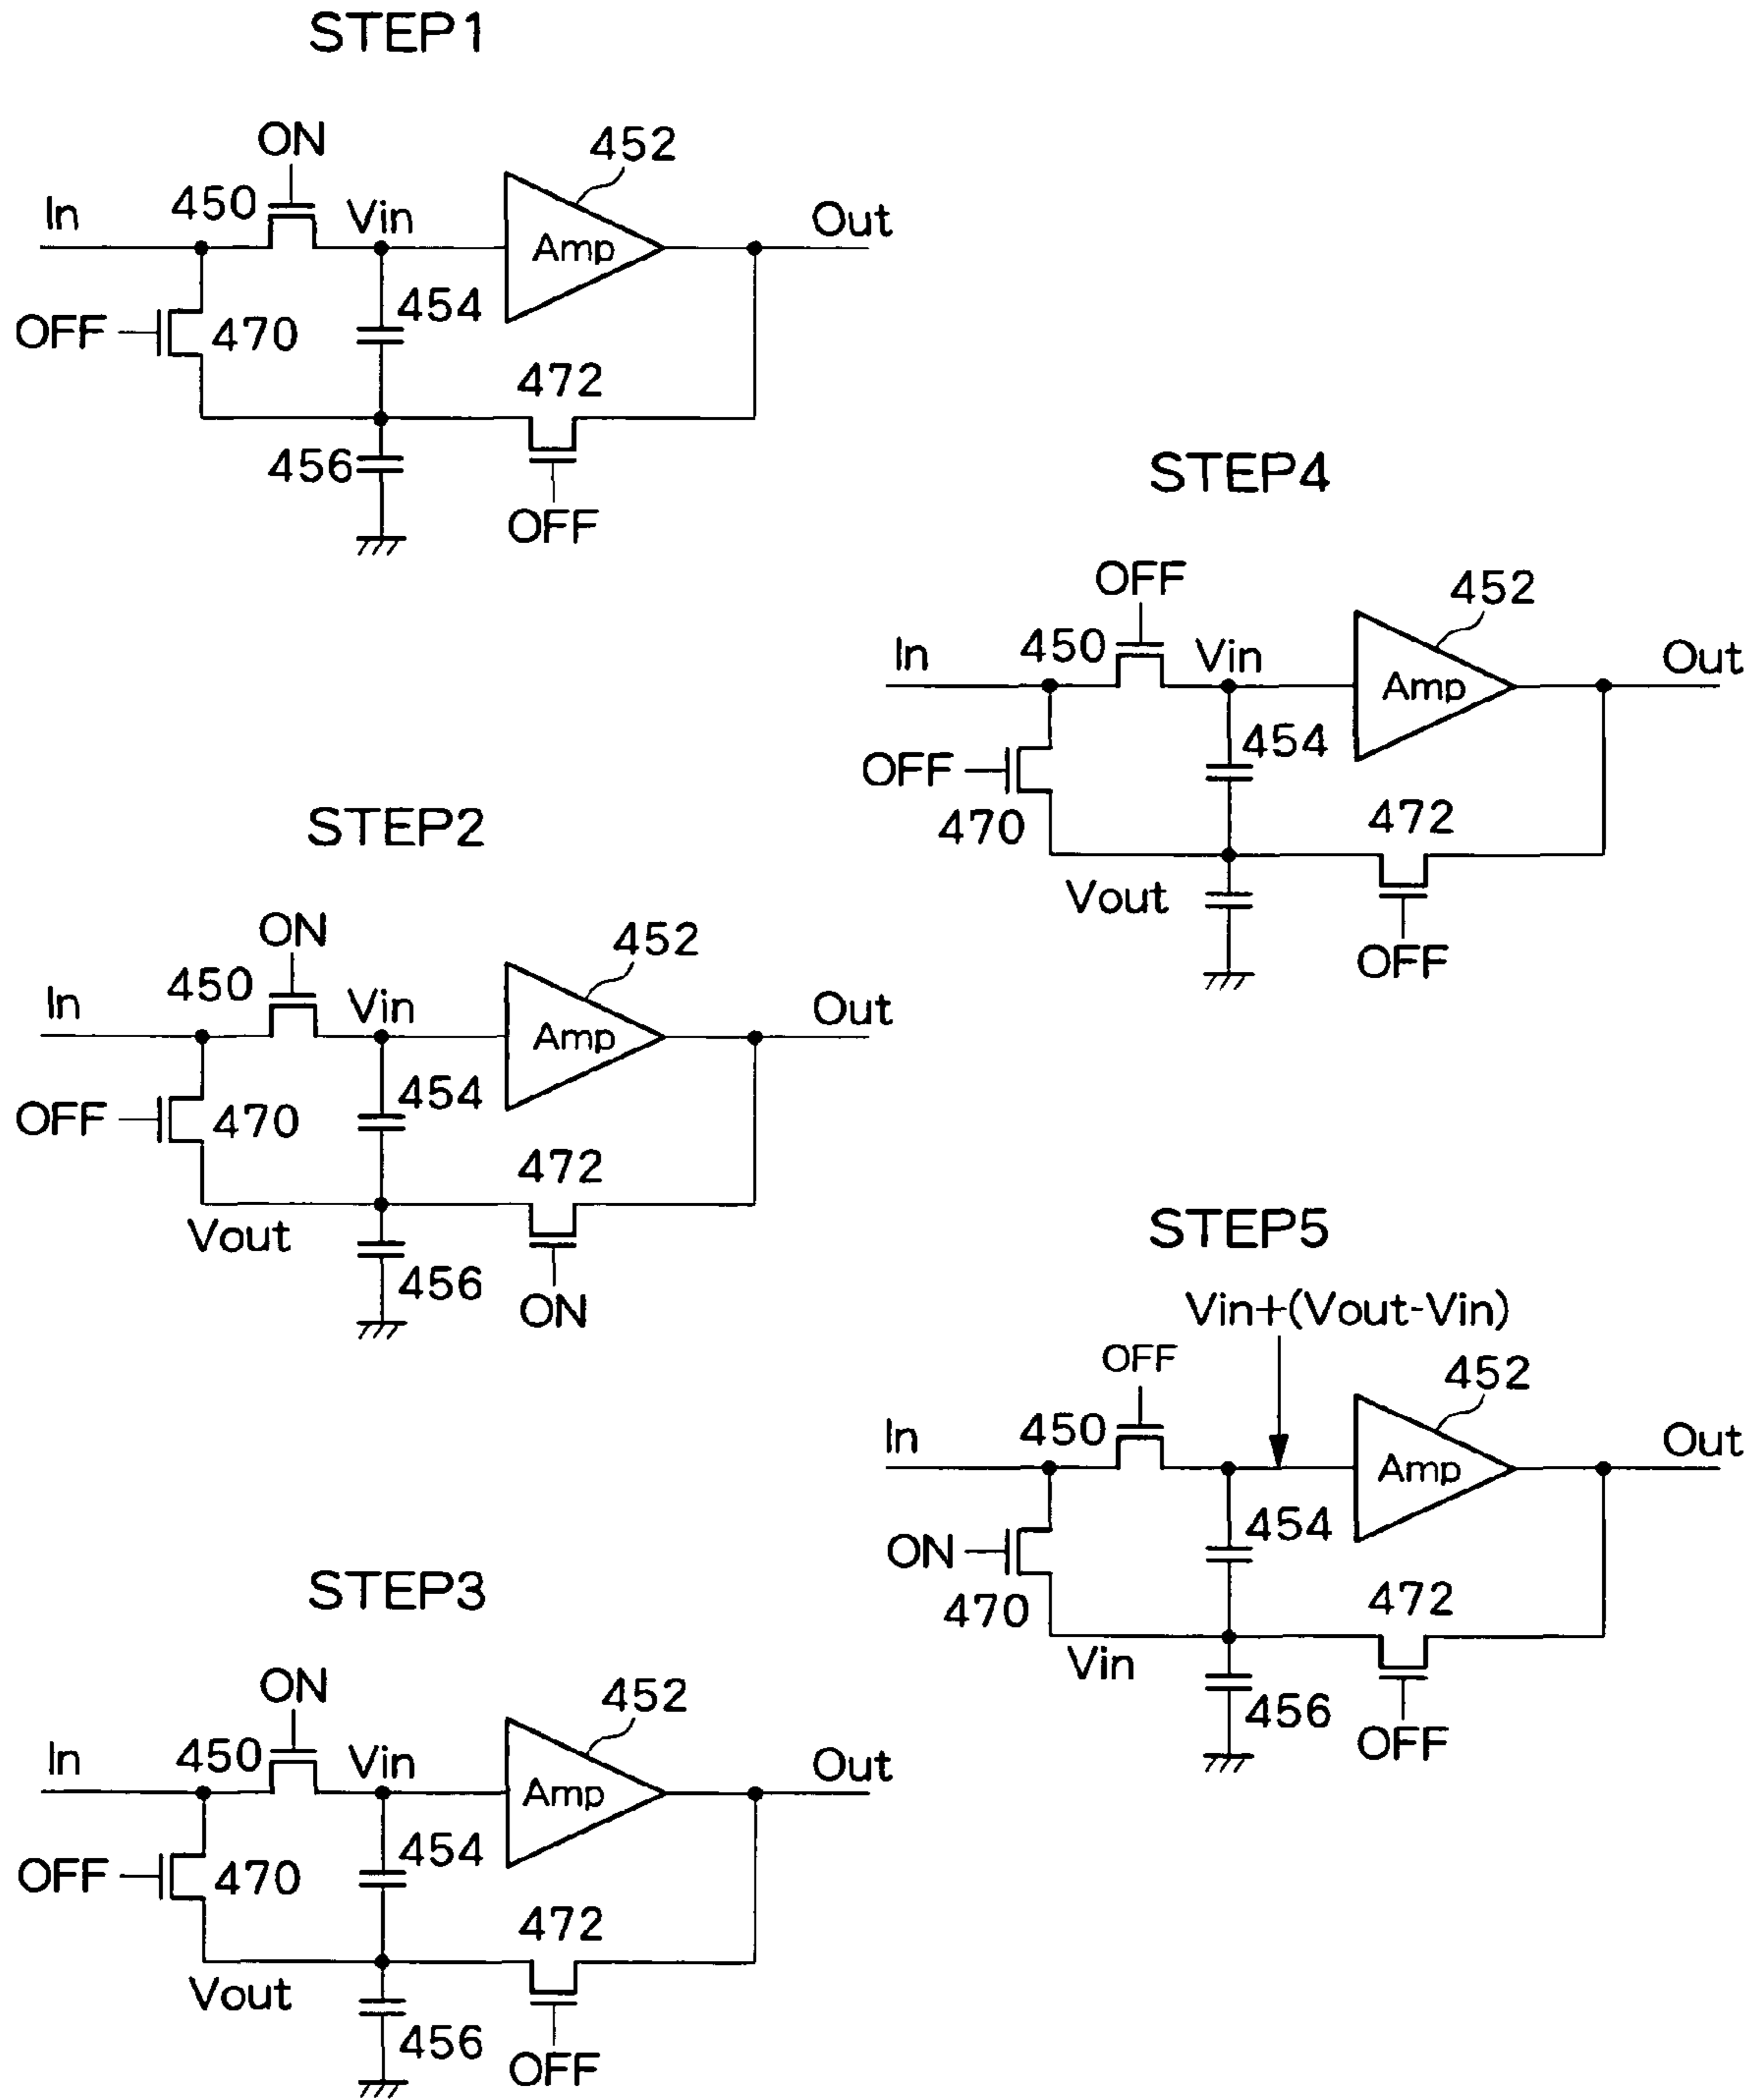 STEP1
ON
452
450
In
Vin
Out
Amp
454
OFF
470
472
456
OFF
STEP2
ON
452
450
In
Vin
Out
Amp
454
OFF
470
472
Vout
456
ON
STEP3
ON
452
450
In
Vin
Out
Amp
454
OFF
470
472
Vout
456
OFF
STEP4
OFF
452
450
In
Vin
Out
Amp
454
OFF
470
472
Vout
OFF
STEP5
Vin+(Vout-Vin)
OFF
452
450
In
Out
Amp
454
ON
470
472
Vin
456
OFF